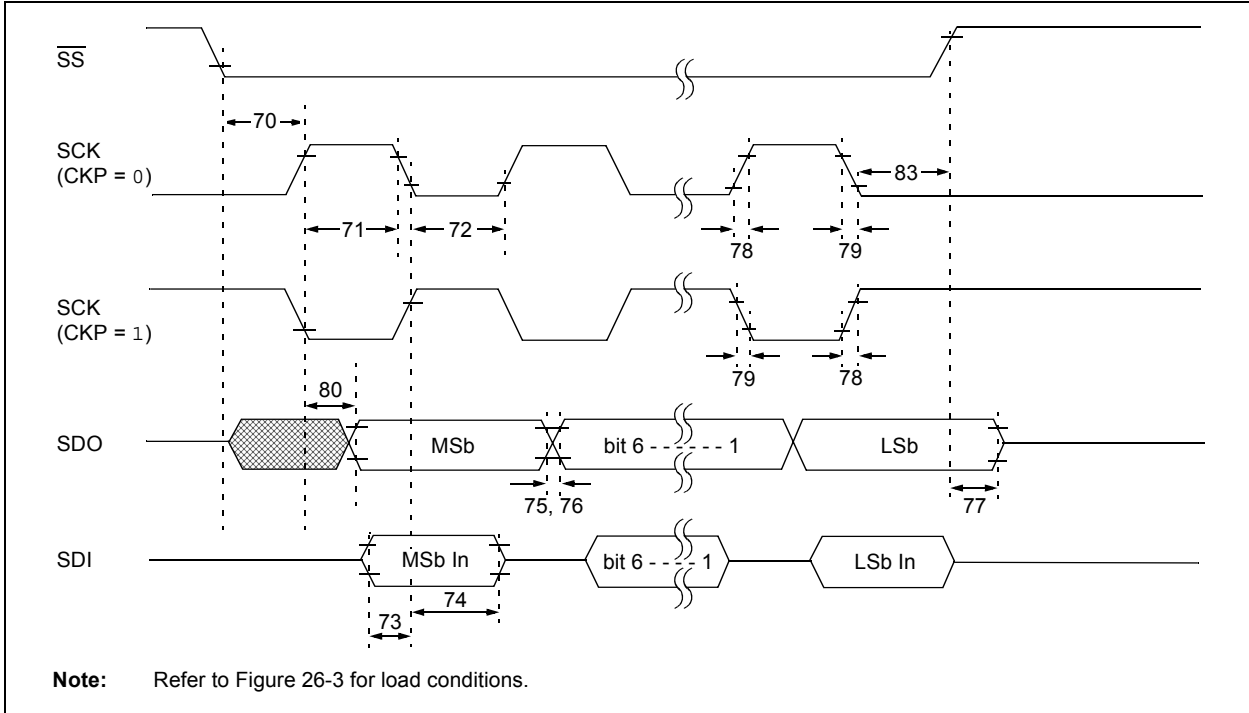 SS
70
SCK
(CKP = 0)
83
71
72
78
79
SCK
(CKP = 1)
79
78
80
SDO
MSb
bit 6 - - - - - - 1
LSb
75, 76
77
SDI
MSb In
bit 6 - - - - 1
LSb In
74
73
Note: Refer to Figure 26-3 for load conditions.